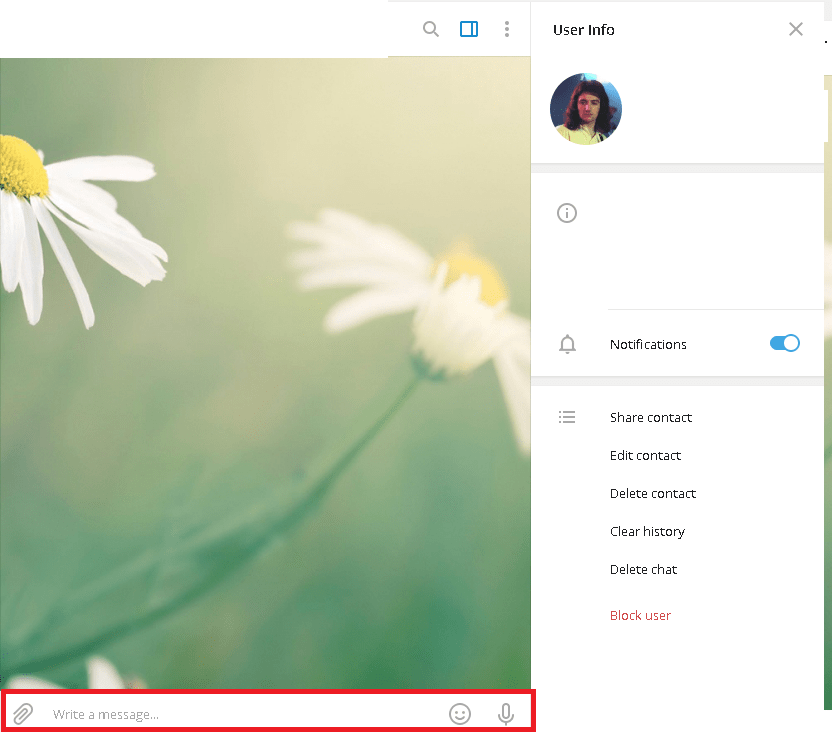 User Info
Notifications
Share contact
Edit contact
Delete contact
Clear history
Delete chat
Block user
Write a message...